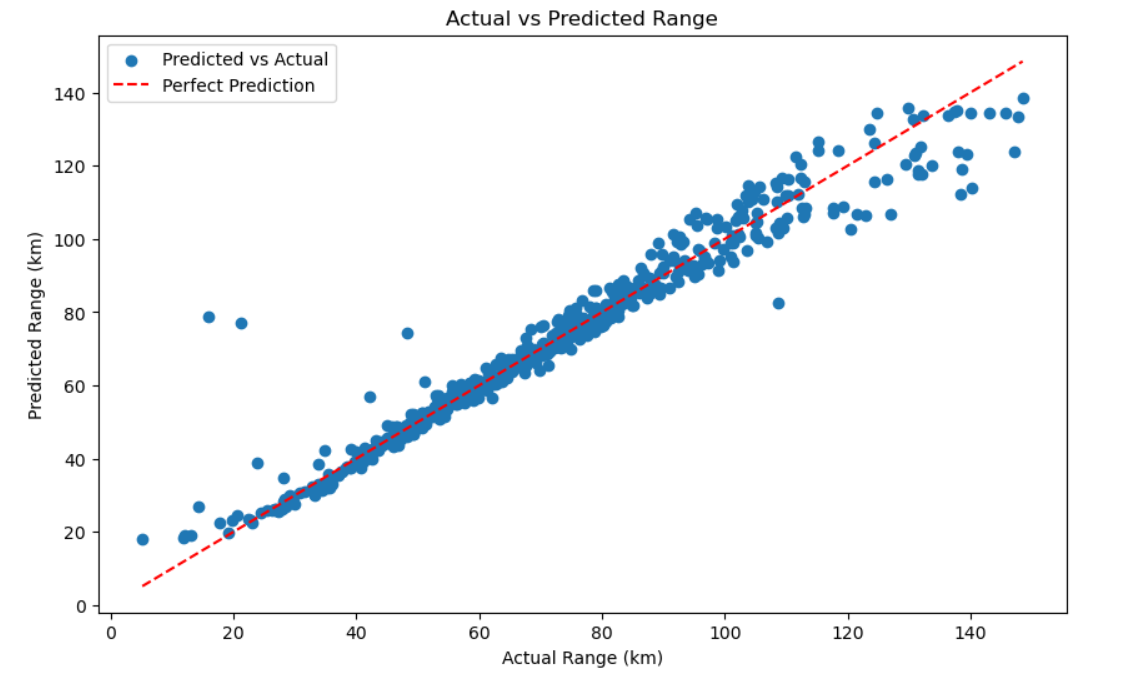 Actual vs Predicted Range
Predicted vs Actual
Perfect Prediction
140
120
100
80
60
40
20
0
Predicted Range (km)
0 20 40 60 80 100 120 140
Actual Range (km)